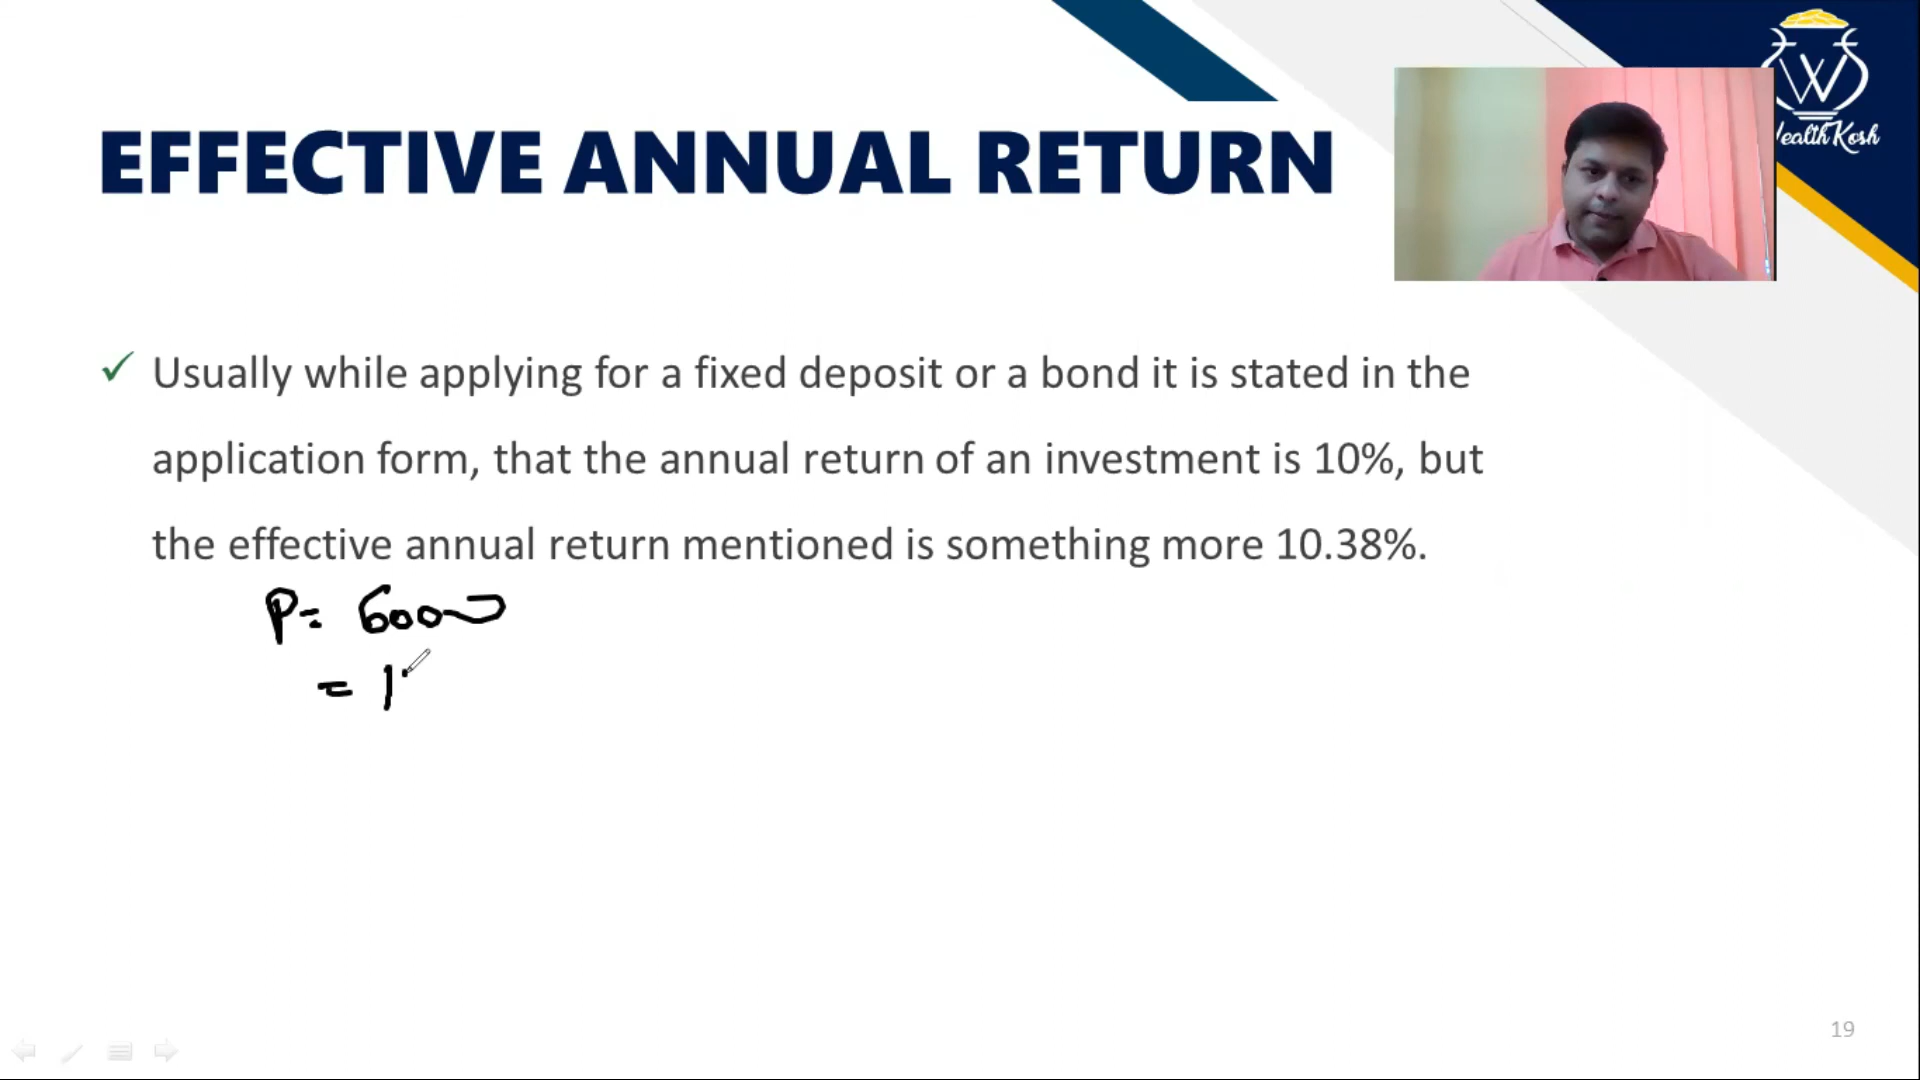 EFFECTIVE ANNUAL RETURN
ealthKosh
✓ Usually while applying for a fixed deposit or a bond it is stated in the
application form, that the annual return of an investment is 10%, but
the effective annual return mentioned is something more 10.38%.
P=
= 1
19